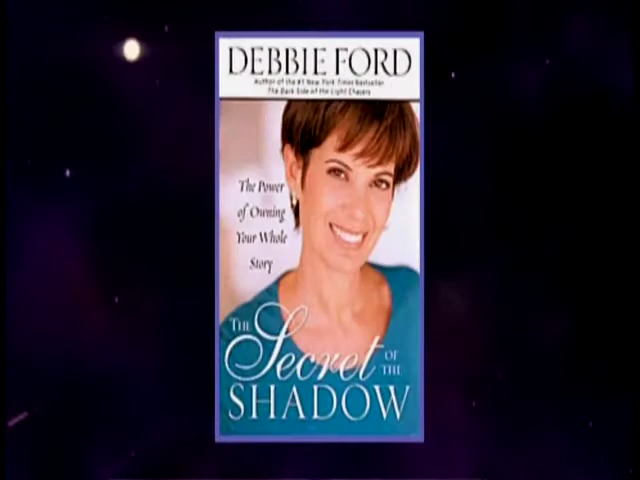 DEBBIE FORD
Author of the #1 New York Times Bestseller
The Dark Side of the Light Chasers
The Power
of Owning
Your Whole
Story
THE Secret OF THE
SHADOW